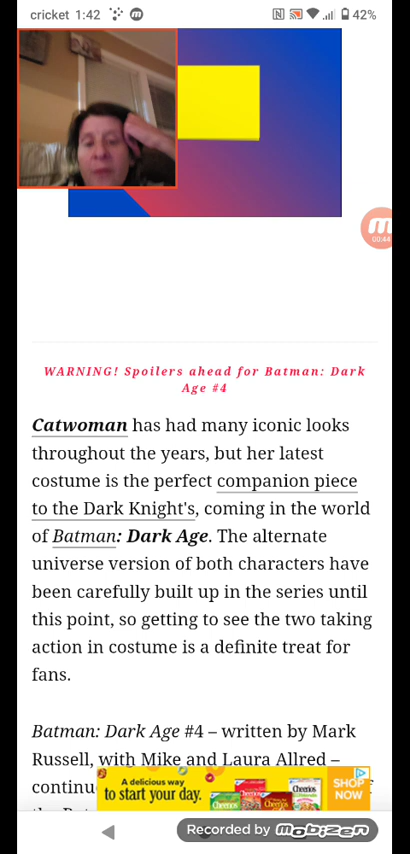 cricket 1:42 42%
00:44
WARNING! Spoilers ahead for Batman: Dark
Age #4
Catwoman has had many iconic looks
throughout the years, but her latest
costume is the perfect companion piece
to the Dark Knight's, coming in the world
of Batman: Dark Age. The alternate
universe version of both characters have
been carefully built up in the series until
this point, so getting to see the two taking
action in costume is a definite treat for
fans.
Batman: Dark Age #4 – written by Mark
Russell, with Mike and Laura Allred –
A delicious way
to start your day.
Cheerios
SHOP
NOW
Recorded by mobizen